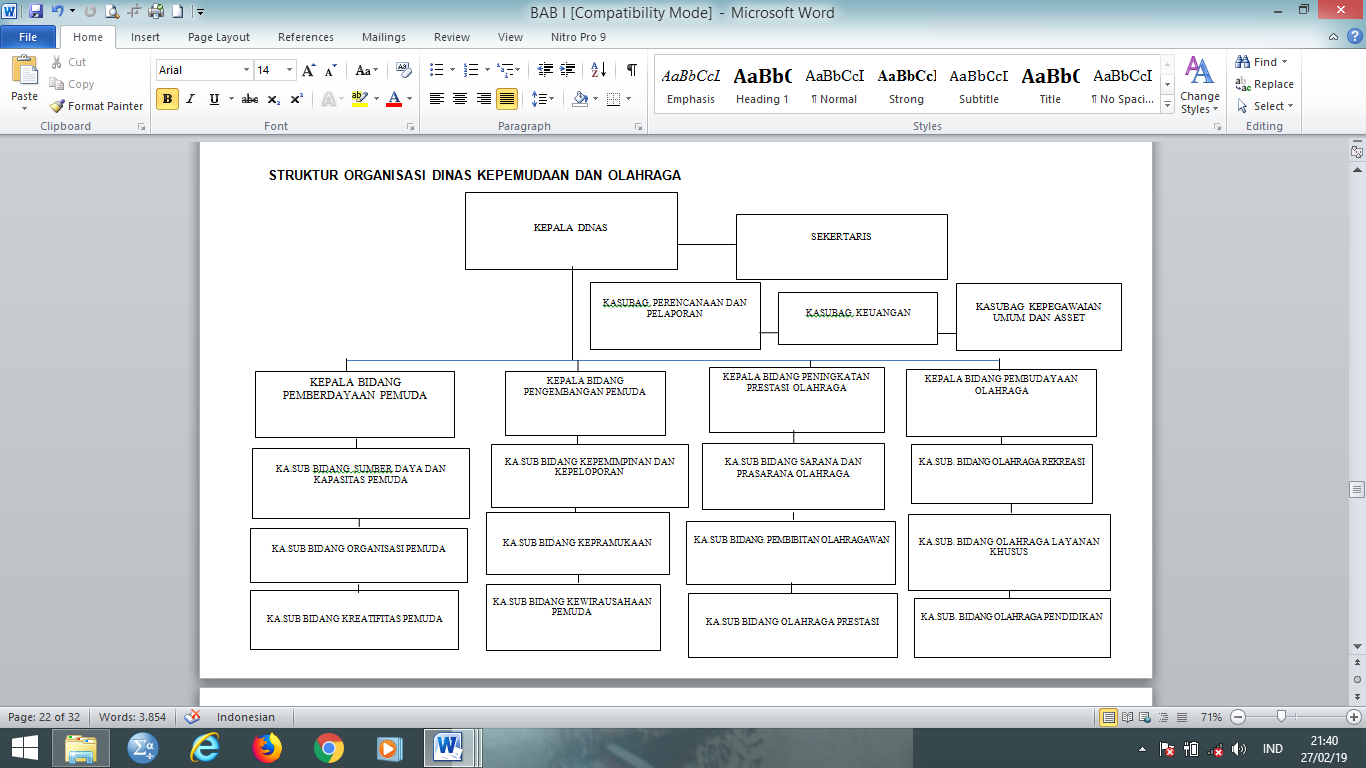 BAB I [Compatibility Mode] - Microsoft Word
File Home Insert Page Layout References Mailings Review View Nitro Pro 9
Paste
Cut
Copy
Format Painter
Clipboard
Arial 14
Font
Paragraph
AaBbCcI AaBbC AaBbCcI AaBbCcI AaBbCcI AaBbC AaBbCcI
Emphasis Heading 1 ¶ Normal Strong Subtitle Title ¶ No Spaci...
Change Styles
Styles
Find
Replace
Select
Editing
STRUKTUR ORGANISASI DINAS KEPEMUDAAN DAN OLAHRAGA
KEPALA DINAS
SEKERTARIS
KASUBAG. PERENCANAAN DAN
PELAPORAN
KASUBAG. KEUANGAN
KASUBAG KEPEGAWAIAN
UMUM DAN ASSET
KEPALA BIDANG
PEMBERDAYAAN PEMUDA
KEPALA BIDANG
PENGEMBANGAN PEMUDA
KEPALA BIDANG PENINGKATAN
PRESTASI OLAHRAGA
KEPALA BIDANG PEMBUDAYAAN
OLAHRAGA
KA.SUB BIDANG SUMBER DAYA DAN
KAPASITAS PEMUDA
KA.SUB BIDANG KEPEMIMPINAN DAN
KEPELOPORAN
KA.SUB BIDANG SARANA DAN
PRASARANA OLAHRAGA
KA.SUB. BIDANG OLAHRAGA REKREASI
KA.SUB BIDANG ORGANISASI PEMUDA
KA.SUB BIDANG KEPRAMUKAAN
KA.SUB BIDANG. PEMBIBITAN OLAHRAGAWAN
KA.SUB. BIDANG OLAHRAGA LAYANAN
KHUSUS
KA.SUB BIDANG KREATIFITAS PEMUDA
KA.SUB BIDANG KEWIRAUSAHAAN
PEMUDA
KA.SUB BIDANG OLAHRAGA PRESTASI
KA.SUB. BIDANG OLAHRAGA PENDIDIKAN
Page: 22 of 32 Words: 3.854 Indonesian 71%
IND
21:40
27/02/19